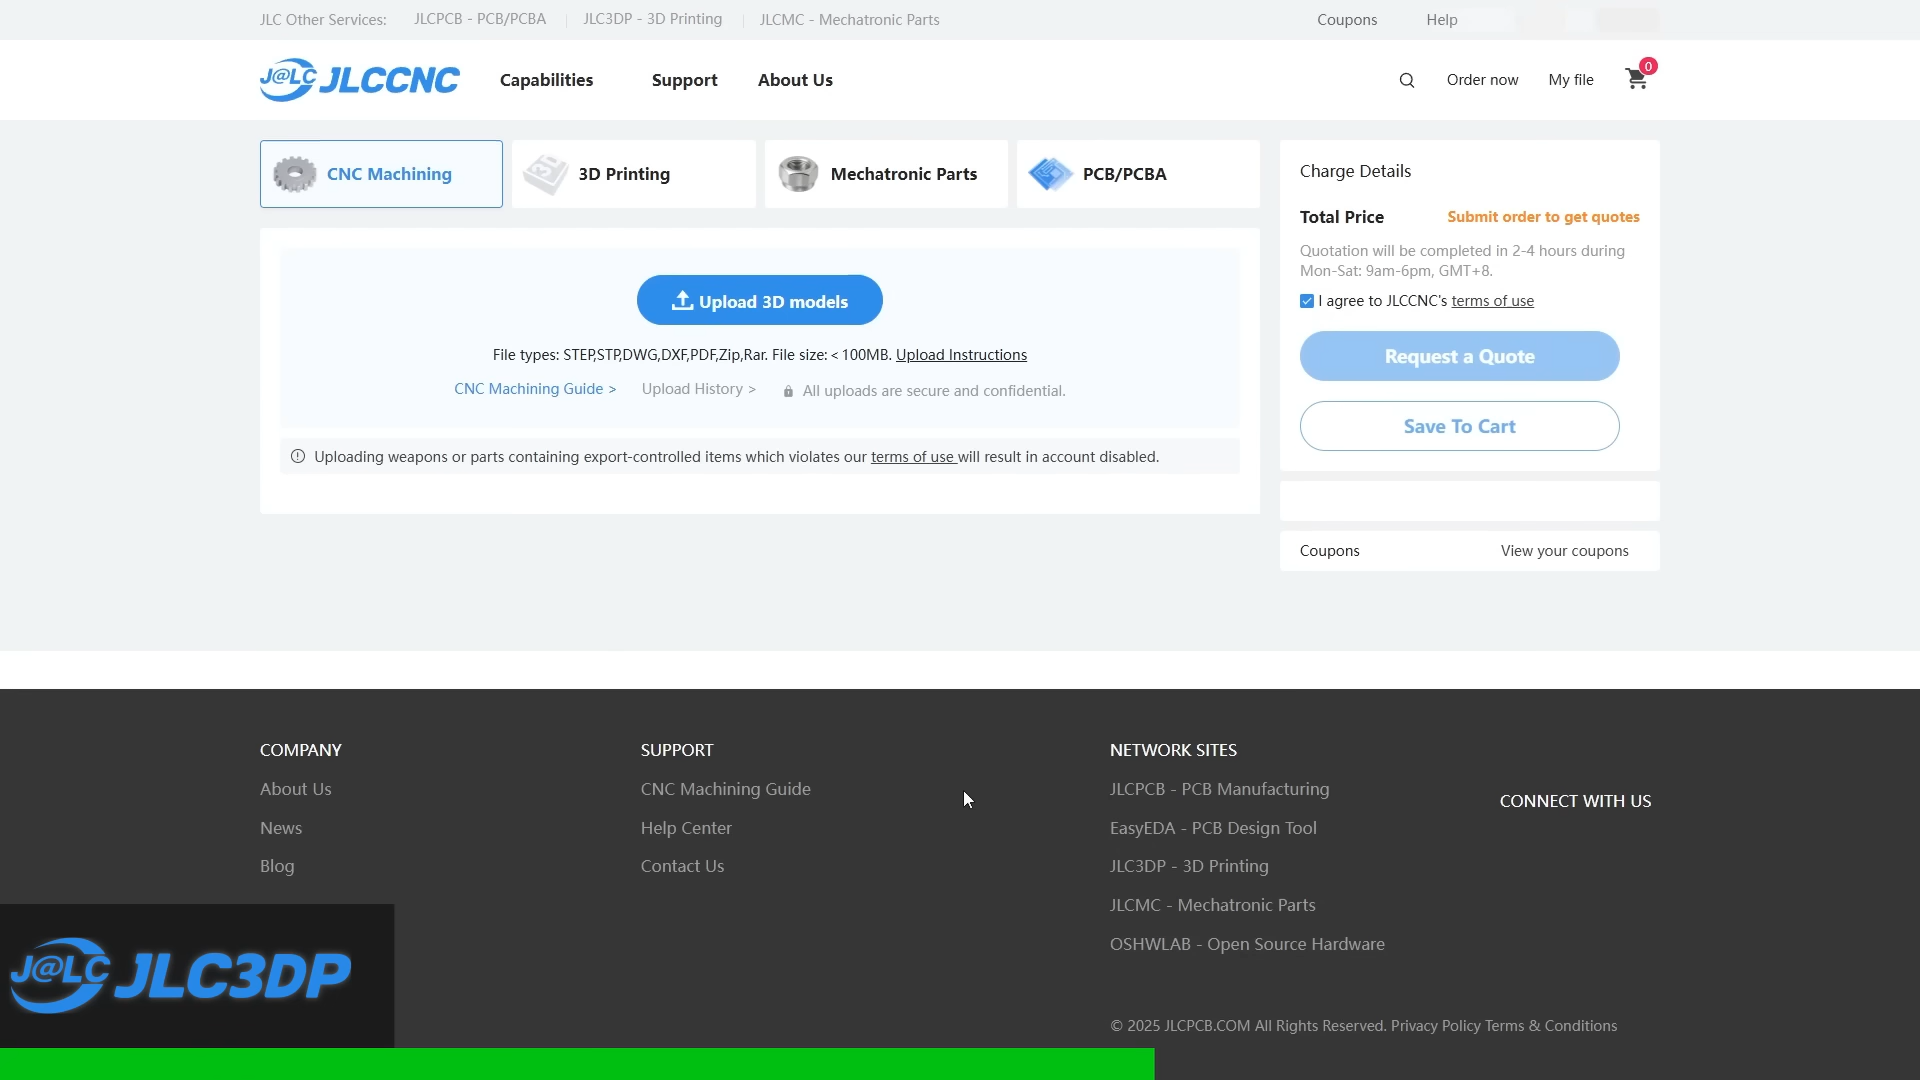 JLC Other Services: JLCPCB - PCB/PCBA JLC3DP - 3D Printing JLCMC - Mechatronic Parts Coupons Help
J@LC JLCCNC Capabilities Support About Us Order now My file 0
CNC Machining 3D Printing Mechatronic Parts PCB/PCBA
Charge Details
Total Price Submit order to get quotes
Quotation will be completed in 2-4 hours during
Mon-Sat: 9am-6pm, GMT+8.
I agree to JLCCNC's terms of use
Request a Quote
Save To Cart
Coupons View your coupons
Upload 3D models
File types: STEP,STP,DWG,DXF,PDF,Zip,Rar. File size: < 100MB. Upload Instructions
CNC Machining Guide > Upload History > All uploads are secure and confidential.
Uploading weapons or parts containing export-controlled items which violates our terms of use will result in account disabled.
COMPANY
About Us
News
Blog
SUPPORT
CNC Machining Guide
Help Center
Contact Us
NETWORK SITES
JLCPCB - PCB Manufacturing
EasyEDA - PCB Design Tool
JLC3DP - 3D Printing
JLCMC - Mechatronic Parts
OSHWLAB - Open Source Hardware
CONNECT WITH US
J@LC JLC3DP
© 2025 JLCPCB.COM All Rights Reserved. Privacy Policy Terms & Conditions